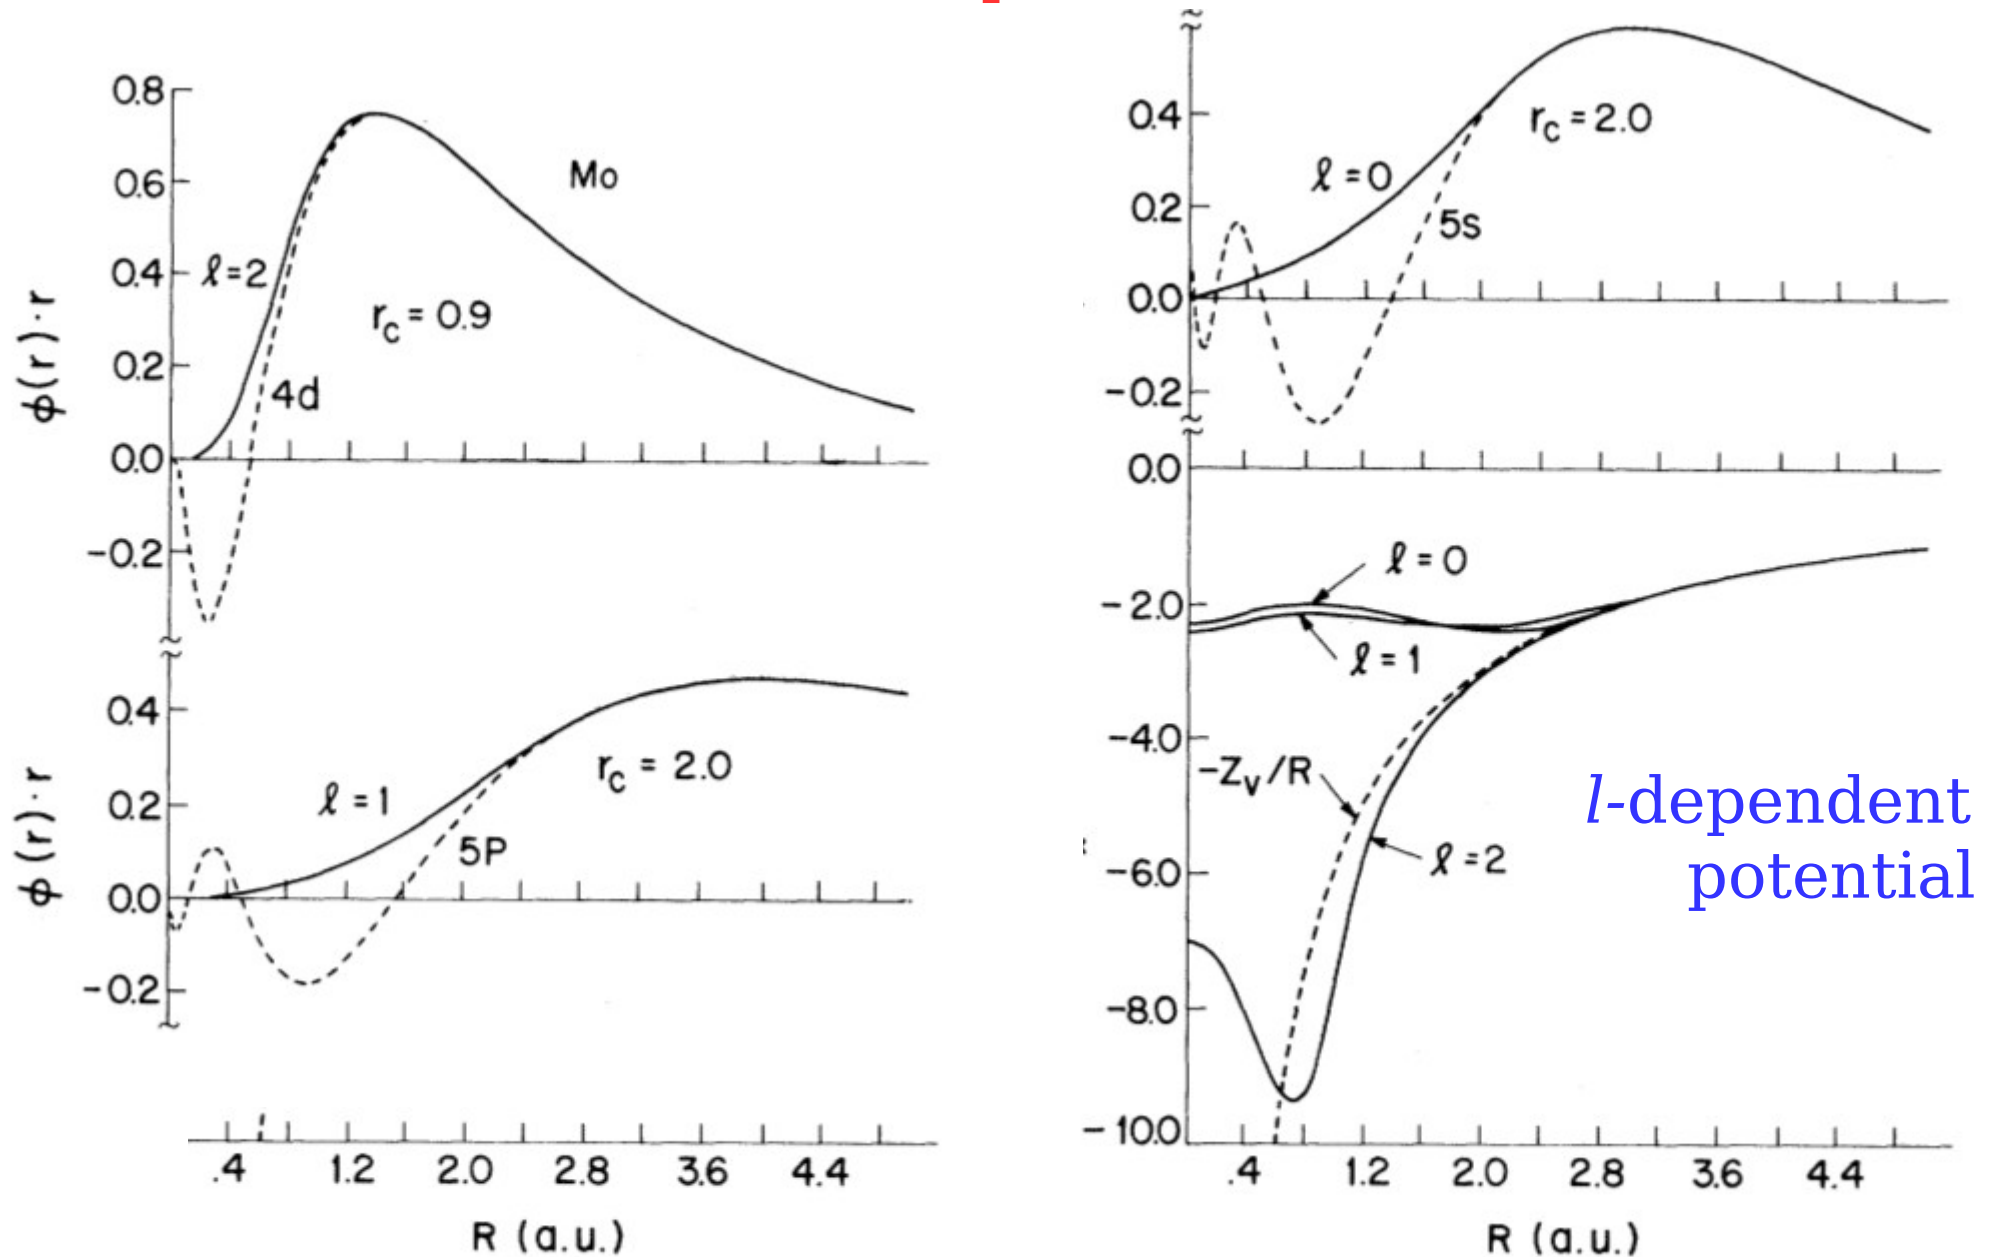 0.8
0.6
0.4
0.2
0.0
-0.2
ϕ(r)·r
ℓ=2
4d
Mo
r_c = 0.9
0.4
0.2
0.0
-0.2
ϕ(r)·r
ℓ=1
5P
r_c = 2.0
.4 1.2 2.0 2.8 3.6 4.4
R (a.u.)
0.4
0.2
0.0
-0.2
ℓ=0
5s
r_c = 2.0
0.0
-2.0
-4.0
-6.0
-8.0
-10.0
ℓ=0
ℓ=1
-Z_v/R
ℓ=2
l-dependent
potential
.4 1.2 2.0 2.8 3.6 4.4
R (a.u.)